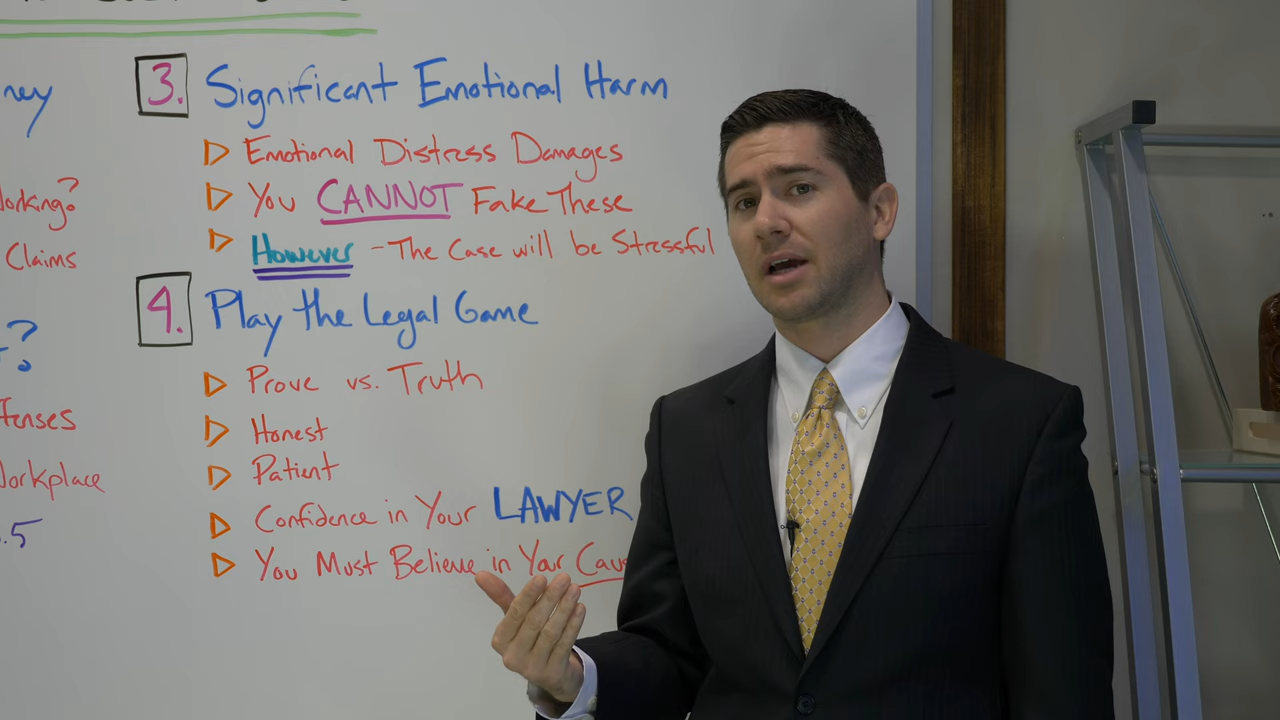 ney
orking?
Claims
?
fenses
orkplace
.5
3. Significant Emotional Harm
Emotional Distress Damages
You CANNOT Fake These
However - The Case will be Stressful
4. Play the Legal Game
Prove vs. Truth
Honest
Patient
Confidence in Your LAWYER
You Must Believe in Your Cau